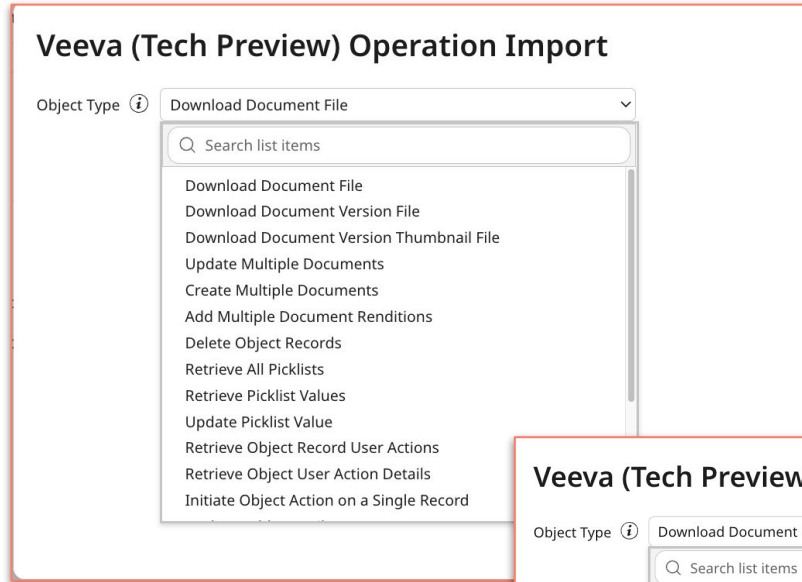 Veeva (Tech Preview) Operation Import
Object Type i Download Document File
Search list items
Download Document File
Download Document Version File
Download Document Version Thumbnail File
Update Multiple Documents
Create Multiple Documents
Add Multiple Document Renditions
Delete Object Records
Retrieve All Picklists
Retrieve Picklist Values
Update Picklist Value
Retrieve Object Record User Actions
Retrieve Object User Action Details
Initiate Object Action on a Single Record
Veeva (Tech Preview
Object Type i Download Document
Search list items